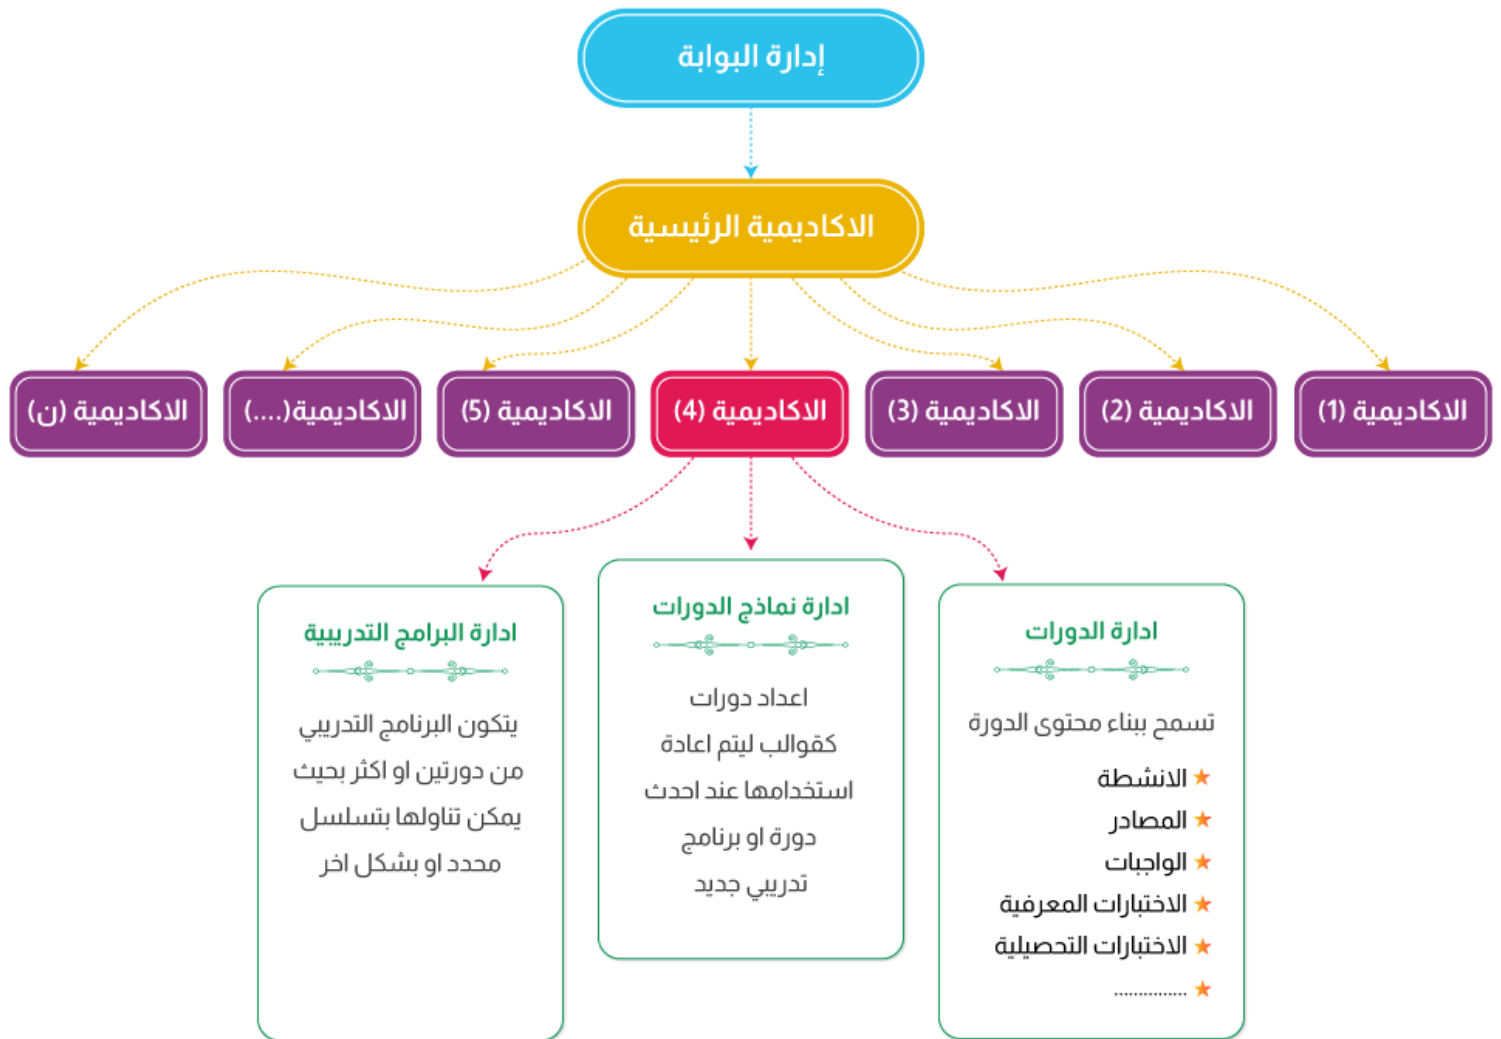 إدارة البوابة
الاكاديمية الرئيسية
الاكاديمية (1)
الاكاديمية (2)
الاكاديمية (3)
الاكاديمية (4)
الاكاديمية (5)
الاكاديمية(....)
الاكاديمية (ن)
ادارة الدورات
تسمح ببناء محتوى الدورة
الانشطة
المصادر
الواجبات
الاختبارات المعرفية
الاختبارات التحصيلية
...............
ادارة نماذج الدورات
اعداد دورات
كقوالب ليتم اعادة
استخدامها عند احدث
دورة او برنامج
تدريبي جديد
ادارة البرامج التدريبية
يتكون البرنامج التدريبي
من دورتين او اكثر بحيث
يمكن تناولها بتسلسل
محدد او بشكل اخر